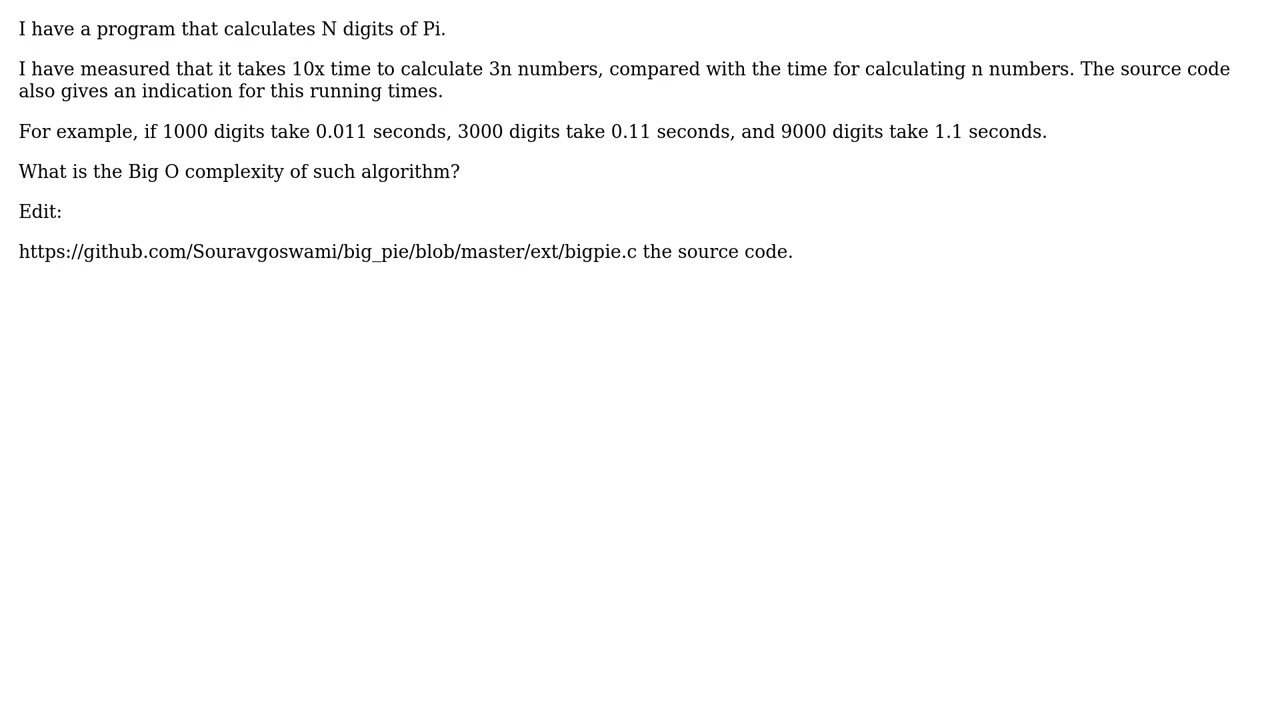 I have a program that calculates N digits of Pi.
I have measured that it takes 10x time to calculate 3n numbers, compared with the time for calculating n numbers. The source code
also gives an indication for this running times.
For example, if 1000 digits take 0.011 seconds, 3000 digits take 0.11 seconds, and 9000 digits take 1.1 seconds.
What is the Big O complexity of such algorithm?
Edit:
https://github.com/Souravgoswami/big_pie/blob/master/ext/bigpie.c the source code.